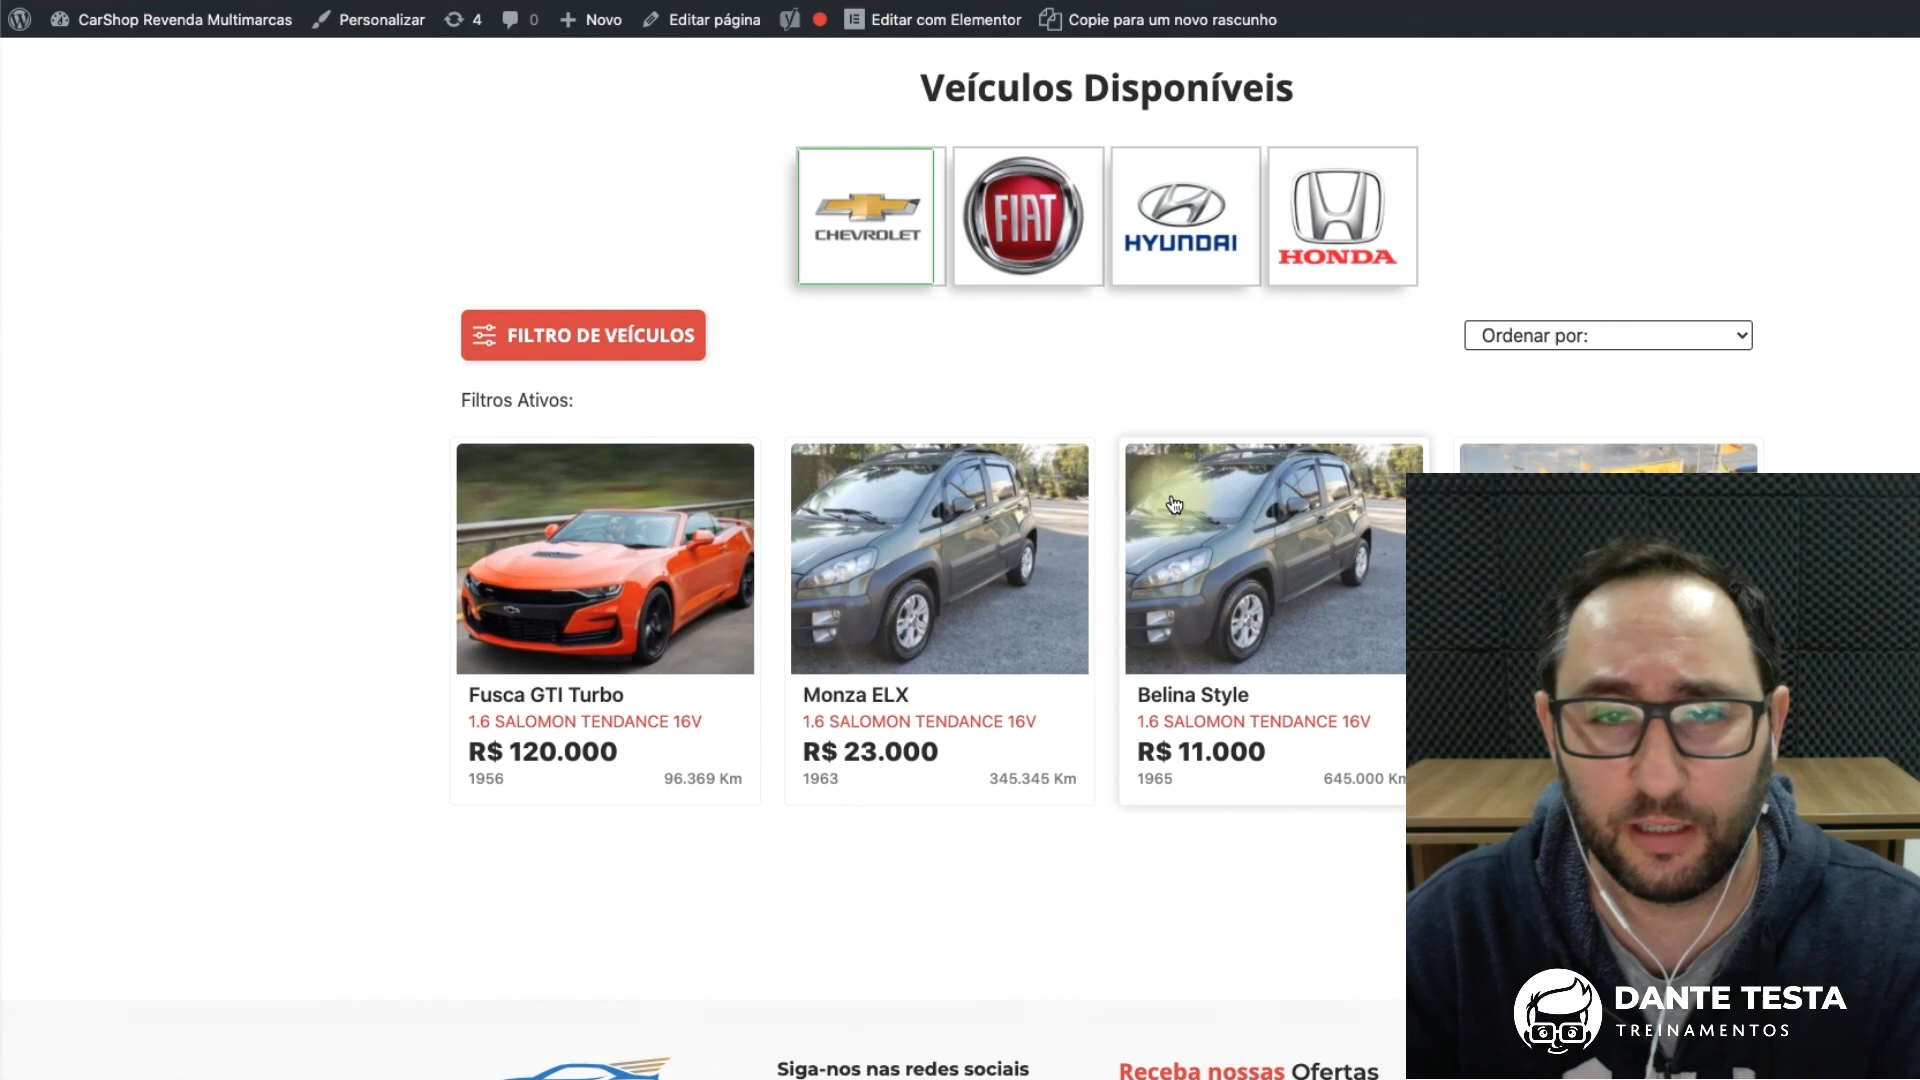 CarShop Revenda Multimarcas Personalizar 4 0 Novo Editar página Editar com Elementor Copie para um novo rascunho
Veículos Disponíveis
CHEVROLET
FIAT
HYUNDAI
HONDA
FILTRO DE VEÍCULOS
Ordenar por:
Filtros Ativos:
Fusca GTI Turbo
1.6 SALOMON TENDANCE 16V
R$ 120.000
1956 96.369 Km
Monza ELX
1.6 SALOMON TENDANCE 16V
R$ 23.000
1963 345.345 Km
Belina Style
1.6 SALOMON TENDANCE 16V
R$ 11.000
1965 645.000 Km
Siga-nos nas redes sociais
Receba nossas Ofertas
DANTE TESTA
TREINAMENTOS